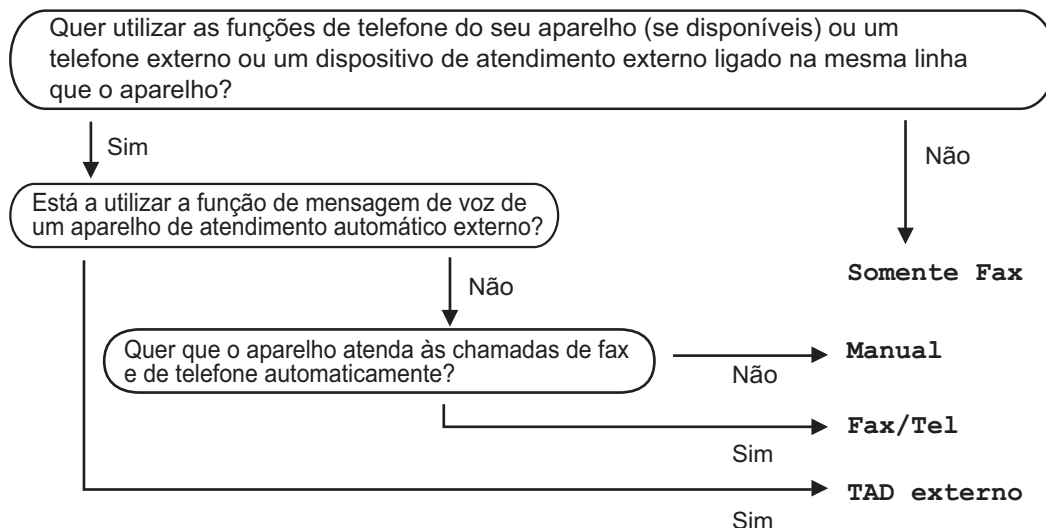 Quer utilizar as funções de telefone do seu aparelho (se disponíveis) ou um
telefone externo ou um dispositivo de atendimento externo ligado na mesma linha
que o aparelho?
Sim
Não
Está a utilizar a função de mensagem de voz de
um aparelho de atendimento automático externo?
Somente Fax
Não
Quer que o aparelho atenda às chamadas de fax
e de telefone automaticamente?
Manual
Não
Fax/Tel
Sim
TAD externo
Sim